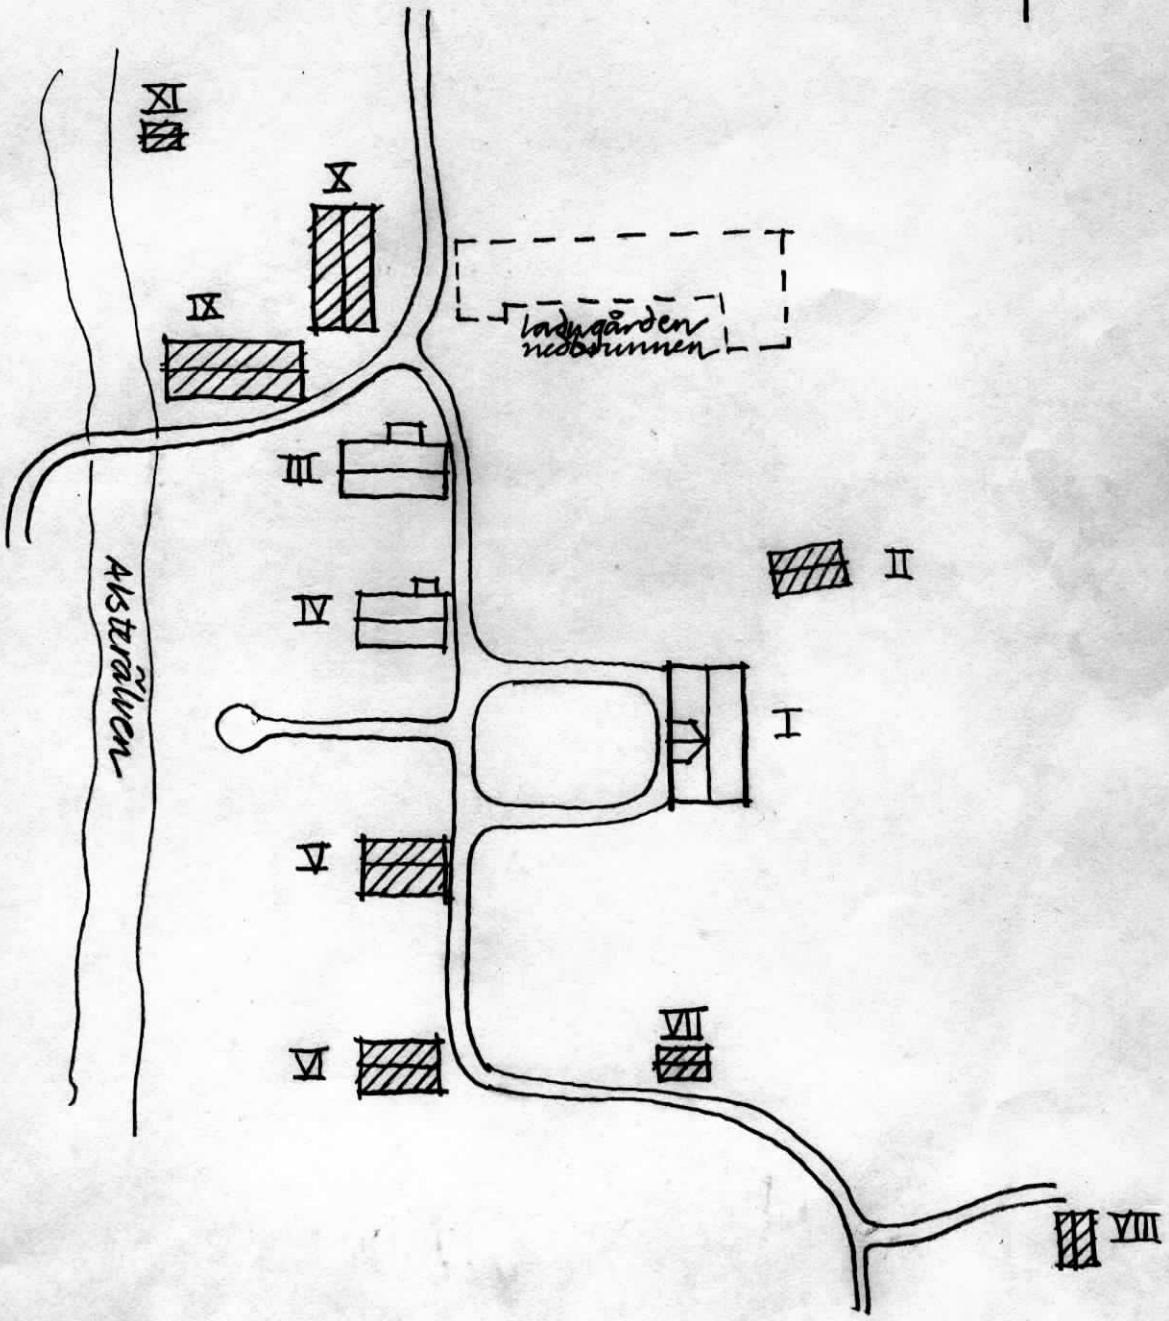 XI
X
IX
ladugården
nedbrunnen
III
II
IV
Alsterälven
I
V
VII
VI
VIII